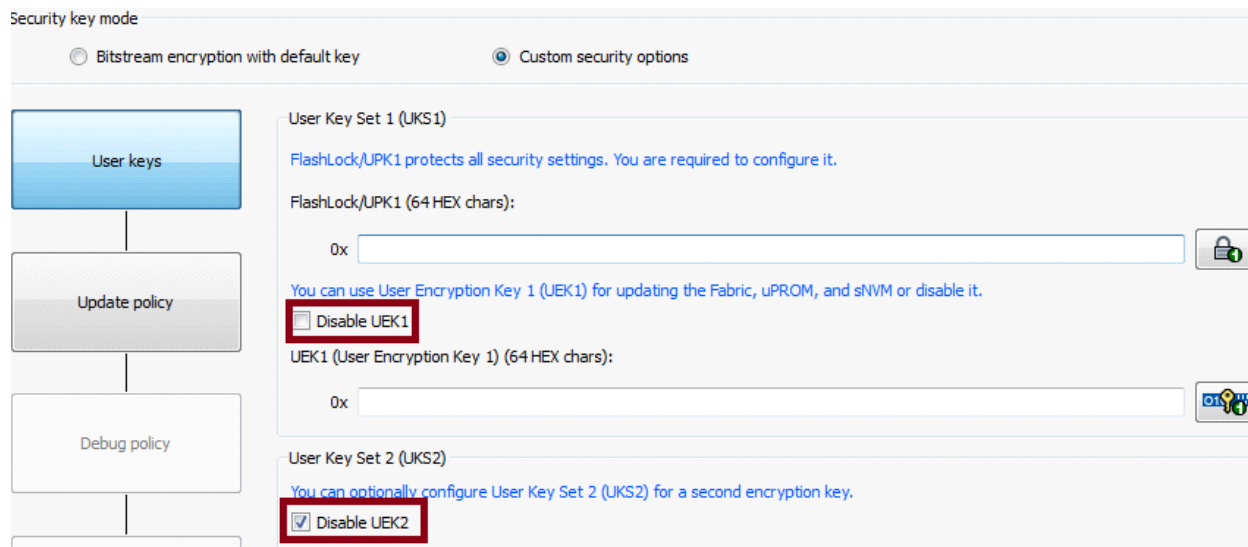 Security key mode
Bitstream encryption with default key
Custom security options
User keys
Update policy
Debug policy
User Key Set 1 (UKS1)
FlashLock/UPK1 protects all security settings. You are required to configure it.
FlashLock/UPK1 (64 HEX chars):
0x
You can use User Encryption Key 1 (UEK1) for updating the Fabric, uPROM, and sNVM or disable it.
Disable UEK1
UEK1 (User Encryption Key 1) (64 HEX chars):
0x
User Key Set 2 (UKS2)
You can optionally configure User Key Set 2 (UKS2) for a second encryption key.
Disable UEK2